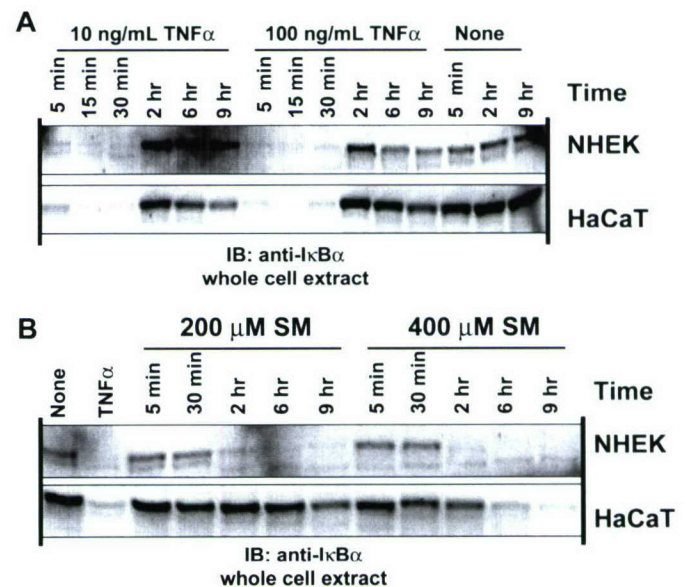 A
10 ng/mL TNFα 100 ng/mL TNFα None
5 min 15 min 30 min 2 hr 6 hr 9 hr 5 min 15 min 30 min 2 hr 6 hr 9 hr 5 min 2 hr 9 hr Time
NHEK
HaCaT
IB: anti-IκBα
whole cell extract
B
200 μM SM 400 μM SM
None TNFα 5 min 30 min 2 hr 6 hr 9 hr 5 min 30 min 2 hr 6 hr 9 hr Time
NHEK
HaCaT
IB: anti-IκBα
whole cell extract